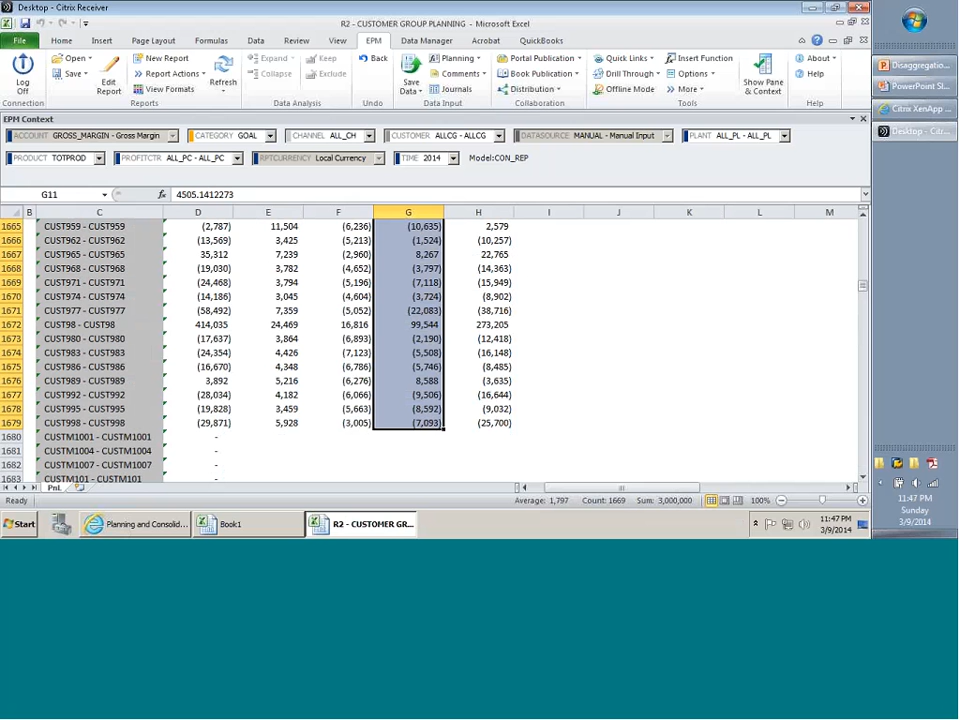 Desktop - Citrix Receiver
R2 - CUSTOMER GROUP PLANNING - Microsoft Excel
File Home Insert Page Layout Formulas Data Review View EPM Data Manager Acrobat QuickBooks
Open New Report Expand Keep Back Planning Portal Publication Quick Links Insert Function About
Save Report Actions Collapse Exclude Comments Book Publication Drill Through Options Help
View Formats Journals Distribution Offline Mode More
Log Off Edit Report Refresh Save Data Show Pane & Context
Connection Reports Data Analysis Undo Data Input Collaboration Tools
EPM Context
ACCOUNT GROSS_MARGIN - Gross Margin CATEGORY GOAL CHANNEL ALL_CH CUSTOMER ALLCG - ALLCG DATASOURCE MANUAL - Manual Input PLANT ALL_PL - ALL_PL
PRODUCT TOTPROD PROFITCTR ALL_PC - ALL_PC RPTCURRENCY Local Currency TIME 2014 Model:CON_REP
G11 fx 4505.1412273
B C D E F G H I J K L M
1665 CUST959 - CUST959 (2,787) 11,504 (6,236) (10,635) 2,579
1666 CUST962 - CUST962 (13,569) 3,425 (5,213) (1,524) (10,257)
1667 CUST965 - CUST965 35,312 7,239 (2,960) 8,267 22,765
1668 CUST968 - CUST968 (19,030) 3,782 (4,652) (3,797) (14,363)
1669 CUST971 - CUST971 (24,468) 3,794 (5,196) (7,118) (15,949)
1670 CUST974 - CUST974 (14,186) 3,045 (4,604) (3,724) (8,902)
1671 CUST977 - CUST977 (58,492) 7,359 (5,052) (22,083) (38,716)
1672 CUST98 - CUST98 414,035 24,469 16,816 99,544 273,205
1673 CUST980 - CUST980 (17,637) 3,864 (6,893) (2,190) (12,418)
1674 CUST983 - CUST983 (24,354) 4,426 (7,123) (5,508) (16,148)
1675 CUST986 - CUST986 (16,670) 4,348 (6,786) (5,746) (8,485)
1676 CUST989 - CUST989 3,892 5,216 (6,276) 8,588 (3,635)
1677 CUST992 - CUST992 (28,034) 4,182 (6,066) (9,506) (16,644)
1678 CUST995 - CUST995 (19,828) 3,459 (5,663) (8,592) (9,032)
1679 CUST998 - CUST998 (29,871) 5,928 (3,005) (7,093) (25,700)
1680 CUSTM1001 - CUSTM1001 -
1681 CUSTM1004 - CUSTM1004 -
1682 CUSTM1007 - CUSTM1007 -
1683 CUSTM101 - CUSTM101 -
PnL
Ready Average: 1,797 Count: 1669 Sum: 3,000,000 100%
Start Planning and Consolid... Book1 R2 - CUSTOMER GR... 11:47 PM
3/9/2014
Disaggregatio...
PowerPoint Sl...
Citrix XenApp ...
Desktop - Citr...
11:47 PM
Sunday
3/9/2014